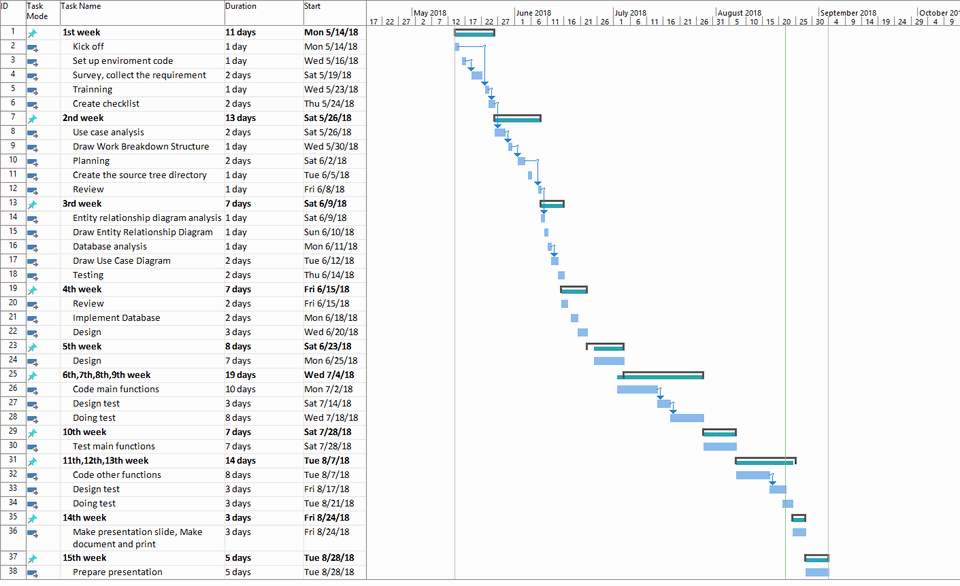 ID Task Mode Task Name Duration Start May 2018 June 2018 July 2018 August 2018 September 2018 October 201
17 22 27 2 7 12 17 22 27 1 6 11 16 21 26 1 6 11 16 21 26 31 5 10 15 20 25 30 4 9 14 19 24 29 4 9
1 1st week 11 days Mon 5/14/18
2 Kick off 1 day Mon 5/14/18
3 Set up enviroment code 1 day Wed 5/16/18
4 Survey, collect the requirement 2 days Sat 5/19/18
5 Trainning 1 day Wed 5/23/18
6 Create checklist 2 days Thu 5/24/18
7 2nd week 13 days Sat 5/26/18
8 Use case analysis 2 days Sat 5/26/18
9 Draw Work Breakdown Structure 1 day Wed 5/30/18
10 Planning 2 days Sat 6/2/18
11 Create the source tree directory 1 day Tue 6/5/18
12 Review 1 day Fri 6/8/18
13 3rd week 7 days Sat 6/9/18
14 Entity relationship diagram analysis 1 day Sat 6/9/18
15 Draw Entity Relationship Diagram 1 day Sun 6/10/18
16 Database analysis 1 day Mon 6/11/18
17 Draw Use Case Diagram 2 days Tue 6/12/18
18 Testing 2 days Thu 6/14/18
19 4th week 7 days Fri 6/15/18
20 Review 2 days Fri 6/15/18
21 Implement Database 2 days Mon 6/18/18
22 Design 3 days Wed 6/20/18
23 5th week 8 days Sat 6/23/18
24 Design 7 days Mon 6/25/18
25 6th,7th,8th,9th week 19 days Wed 7/4/18
26 Code main functions 10 days Mon 7/2/18
27 Design test 3 days Sat 7/14/18
28 Doing test 8 days Wed 7/18/18
29 10th week 7 days Sat 7/28/18
30 Test main functions 7 days Sat 7/28/18
31 11th,12th,13th week 14 days Tue 8/7/18
32 Code other functions 8 days Tue 8/7/18
33 Design test 3 days Fri 8/17/18
34 Doing test 3 days Tue 8/21/18
35 14th week 3 days Fri 8/24/18
36 Make presentation slide, Make 3 days Fri 8/24/18
document and print
37 15th week 5 days Tue 8/28/18
38 Prepare presentation 5 days Tue 8/28/18